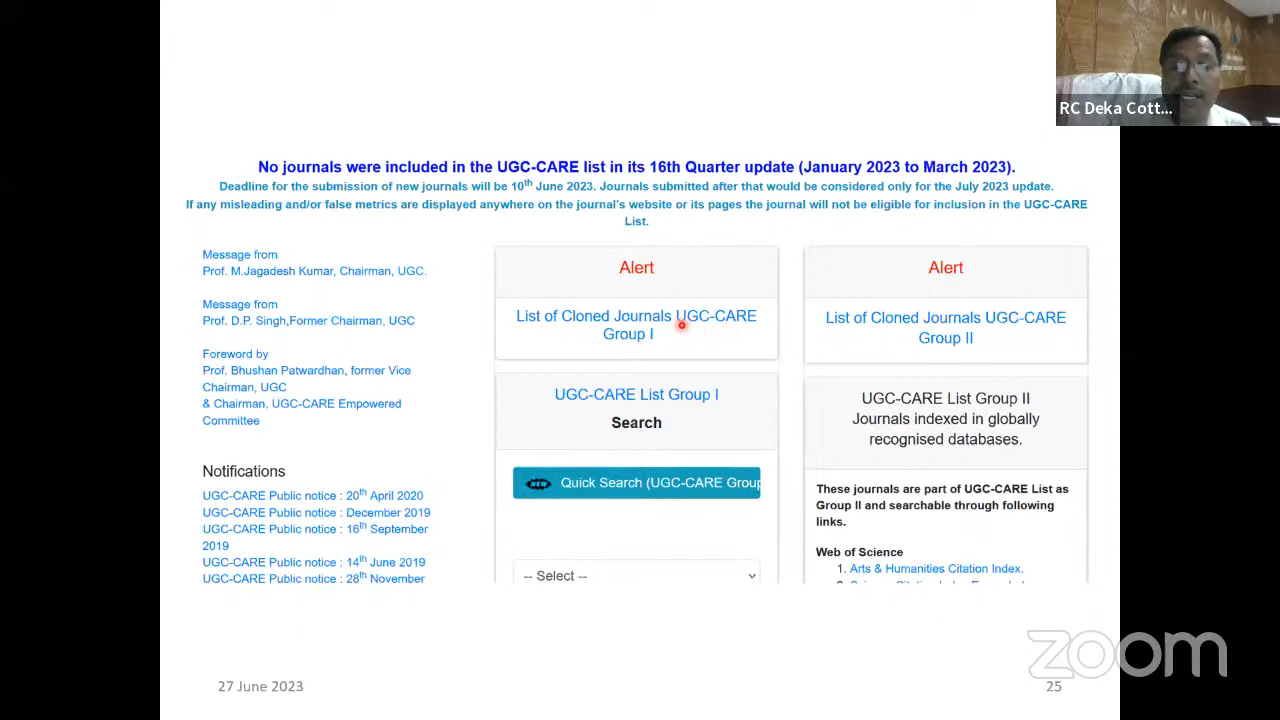 RC Deka Cott...
No journals were included in the UGC-CARE list in its 16th Quarter update (January 2023 to March 2023).
Deadline for the submission of new journals will be 10th June 2023. Journals submitted after that would be considered only for the July 2023 update.
If any misleading and/or false metrics are displayed anywhere on the journal's website or its pages the journal will not be eligible for inclusion in the UGC-CARE
List.
Message from
Prof. M.Jagadesh Kumar, Chairman, UGC.
Message from
Prof. D.P. Singh,Former Chairman, UGC
Foreword by
Prof. Bhushan Patwardhan, former Vice
Chairman, UGC
& Chairman, UGC-CARE Empowered
Committee
Notifications
UGC-CARE Public notice : 20th April 2020
UGC-CARE Public notice : December 2019
UGC-CARE Public notice : 16th September
2019
UGC-CARE Public notice : 14th June 2019
UGC-CARE Public notice : 28th November
Alert
List of Cloned Journals UGC-CARE
Group I
UGC-CARE List Group I
Search
Quick Search (UGC-CARE Group
-- Select --
Alert
List of Cloned Journals UGC-CARE
Group II
UGC-CARE List Group II
Journals indexed in globally
recognised databases.
These journals are part of UGC-CARE List as
Group II and searchable through following
links.
Web of Science
1. Arts & Humanities Citation Index.
zoom
27 June 2023
25